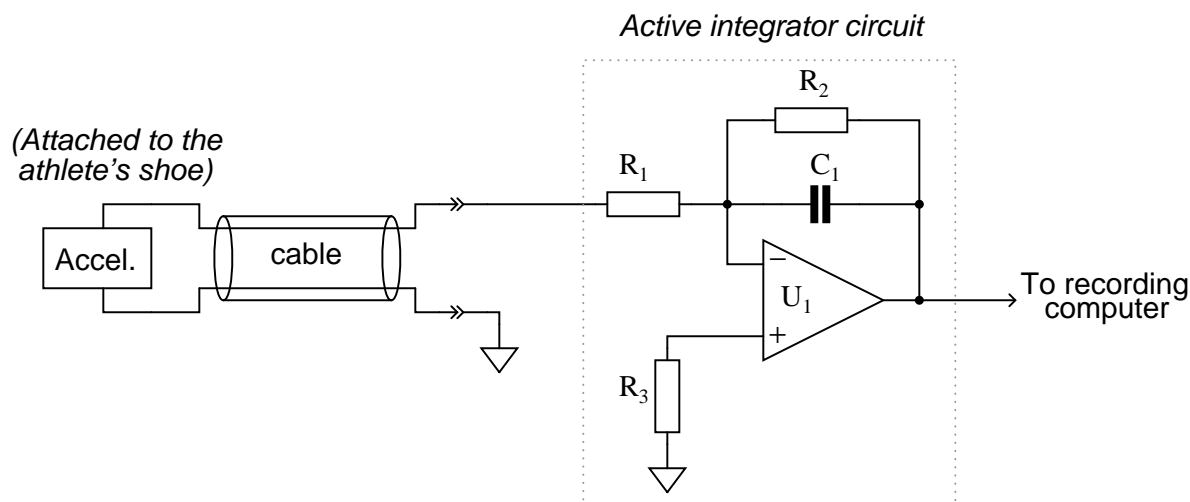 Active integrator circuit
R2
(Attached to the
athlete's shoe)
R1
C1
Accel.
cable
−
U1
+
To recording
computer
R3